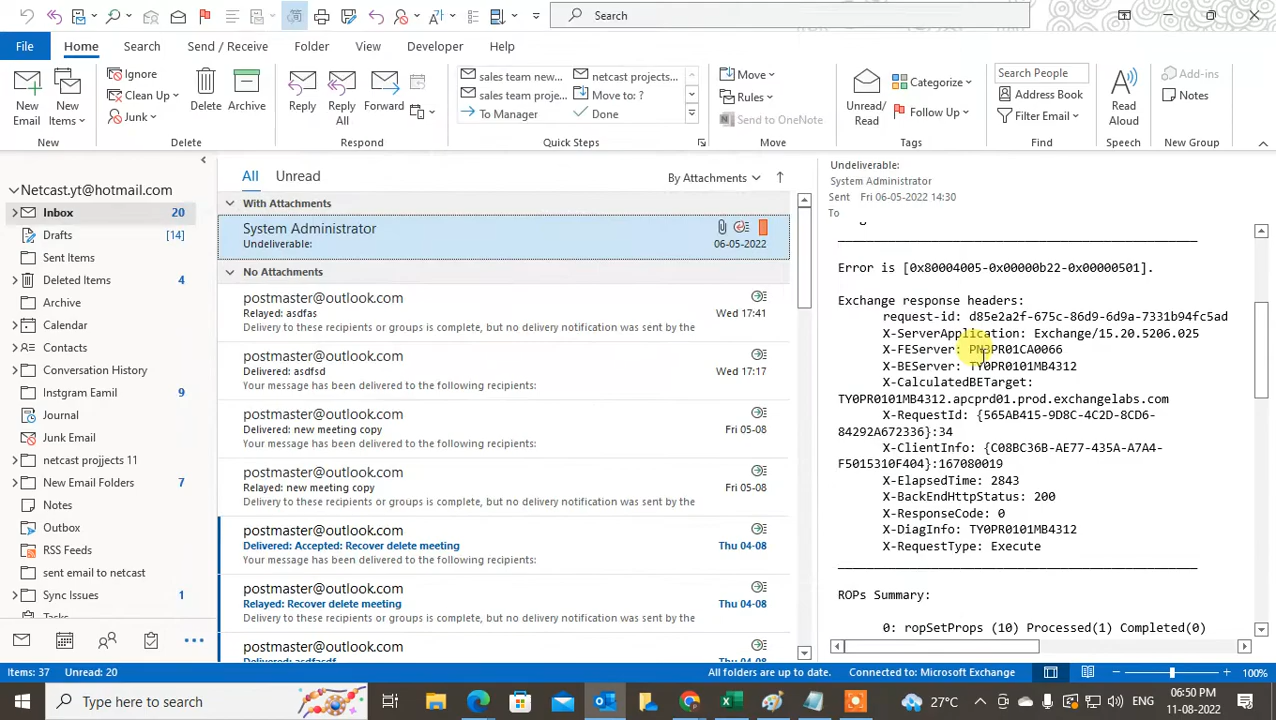 Search
File
Home
Search
Send / Receive
Folder
View
Developer
Help
New
Email
New
Items
New
Ignore
Clean Up
Junk
Delete
Archive
Delete
Reply
Reply
All
Forward
Respond
sales team new...
sales team proje...
To Manager
netcast projects...
Move to: ?
Done
Quick Steps
Move
Rules
Send to OneNote
Move
Unread/
Read
Categorize
Follow Up
Tags
Search People
Address Book
Filter Email
Find
Read
Aloud
Speech
Add-ins
Notes
New Group
Netcast.yt@hotmail.com
Inbox 20
Drafts [14]
Sent Items
Deleted Items 4
Archive
Calendar
Contacts
Conversation History
Instgram Eamil
Journal
Junk Email
netcast projjects 11
New Email Folders 7
Notes
Outbox
RSS Feeds
sent email to netcast
Sync Issues 1
Tasks
All
Unread
By Attachments
With Attachments
System Administrator
Undeliverable: 06-05-2022
No Attachments
postmaster@outlook.com
Relayed: asdfas Wed 17:41
Delivery to these recipients or groups is complete, but no delivery notification was sent by the
postmaster@outlook.com
Delivered: asdfsd Wed 17:17
Your message has been delivered to the following recipients:
postmaster@outlook.com
Delivered: new meeting copy Fri 05-08
Your message has been delivered to the following recipients:
postmaster@outlook.com
Relayed: new meeting copy Fri 05-08
Delivery to these recipients or groups is complete, but no delivery notification was sent by the
postmaster@outlook.com
Delivered: Accepted: Recover delete meeting Thu 04-08
Your message has been delivered to the following recipients:
postmaster@outlook.com
Relayed: Recover delete meeting Thu 04-08
Delivery to these recipients or groups is complete, but no delivery notification was sent by the
postmaster@outlook.com
Delivered: asdfasdf Thu 04-08
Undeliverable:
System Administrator
Sent Fri 06-05-2022 14:30
To
Error is [0x80004005-0x00000b22-0x00000501].
Exchange response headers:
request-id: d85e2a2f-675c-86d9-6d9a-7331b94fc5ad
X-ServerApplication: Exchange/15.20.5206.025
X-FEServer: PN3PR01CA0066
X-BEServer: TY0PR0101MB4312
X-CalculatedBETarget:
TY0PR0101MB4312.apcprd01.prod.exchangelabs.com
X-RequestId: {565AB415-9D8C-4C2D-8CD6-
84292A672336}:34
X-ClientInfo: {C08BC36B-AE77-435A-A7A4-
F5015310F404}:167080019
X-ElapsedTime: 2843
X-BackEndHttpStatus: 200
X-ResponseCode: 0
X-DiagInfo: TY0PR0101MB4312
X-RequestType: Execute
ROPs Summary:
0: ropSetProps (10) Processed(1) Completed(0)
Items: 37 Unread: 20
All folders are up to date.
Connected to: Microsoft Exchange
100%
Type here to search
27°C
ENG
06:50 PM
11-08-2022